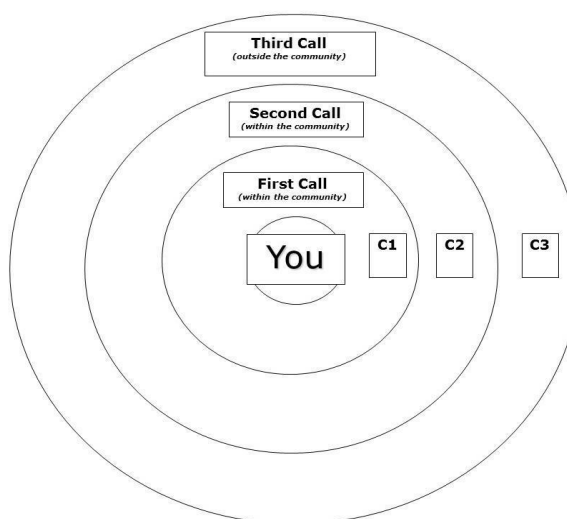 Third Call
(outside the community)
Second Call
(within the community)
First Call
(within the community)
You
C1
C2
C3